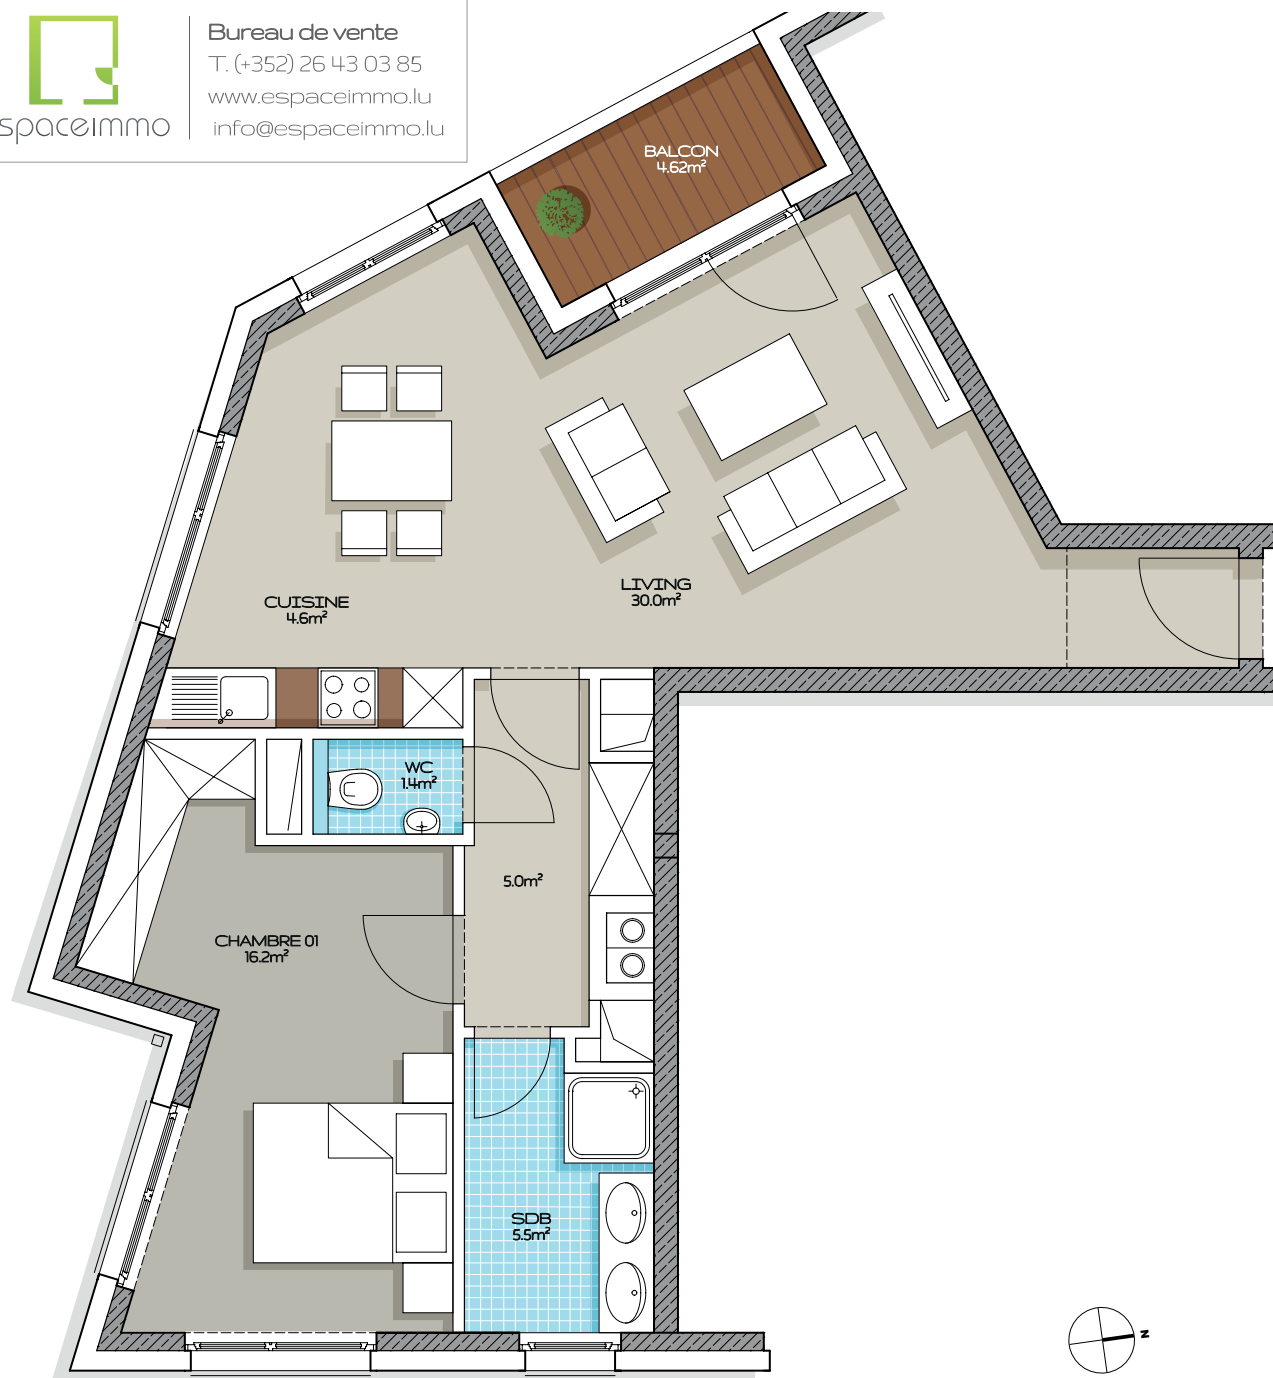 Bureau de vente
T. (+352) 26 43 03 85
www.espaceimmo.lu
info@espaceimmo.lu
spaceimmo
BALCON
4.62m²
LIVING
30.0m²
CUISINE
4.6m²
WC
1.4m²
5.0m²
CHAMBRE 01
16.2m²
SDB
5.5m²
N